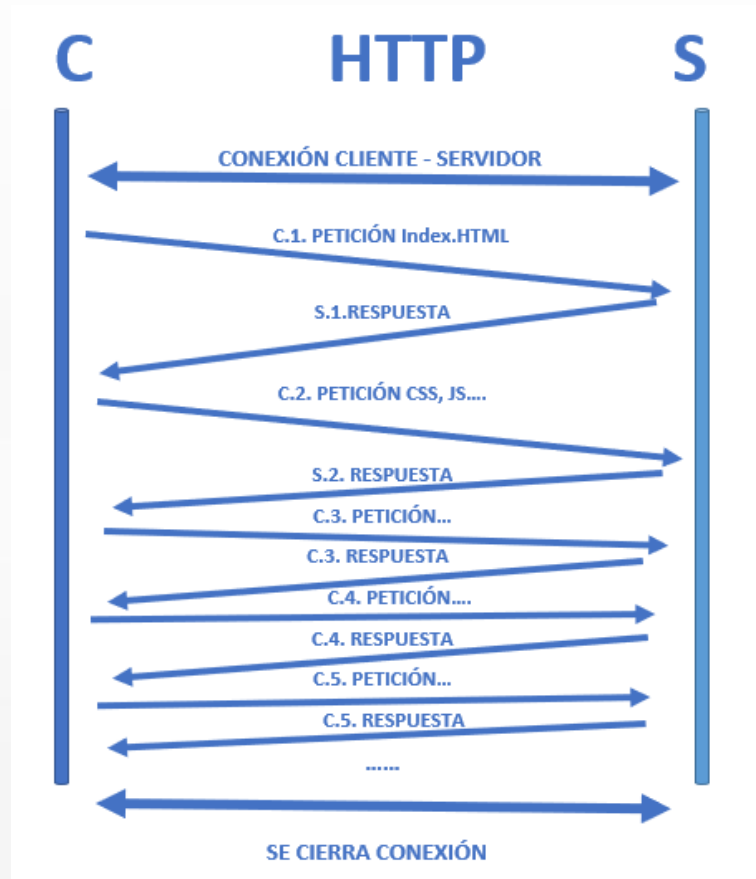 C HTTP S
CONEXIÓN CLIENTE - SERVIDOR
C.1. PETICIÓN Index.HTML
S.1.RESPUESTA
C.2. PETICIÓN CSS, JS....
S.2. RESPUESTA
C.3. PETICIÓN...
C.3. RESPUESTA
C.4. PETICIÓN....
C.4. RESPUESTA
C.5. PETICIÓN...
C.5. RESPUESTA
......
SE CIERRA CONEXIÓN